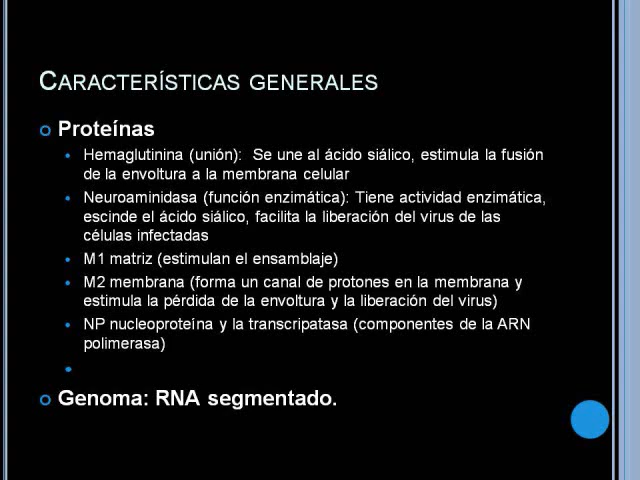 CARACTERÍSTICAS GENERALES
Proteínas
Hemaglutinina (unión):  Se une al ácido siálico, estimula la fusión
de la envoltura a la membrana celular
Neuroaminidasa (función enzimática): Tiene actividad enzimática,
escinde el ácido siálico, facilita la liberación del virus de las
células infectadas
M1 matriz (estimulan el ensamblaje)
M2 membrana (forma un canal de protones en la membrana y
estimula la pérdida de la envoltura y la liberación del virus)
NP nucleoproteína y la transcripatasa (componentes de la ARN
polimerasa)
Genoma: RNA segmentado.